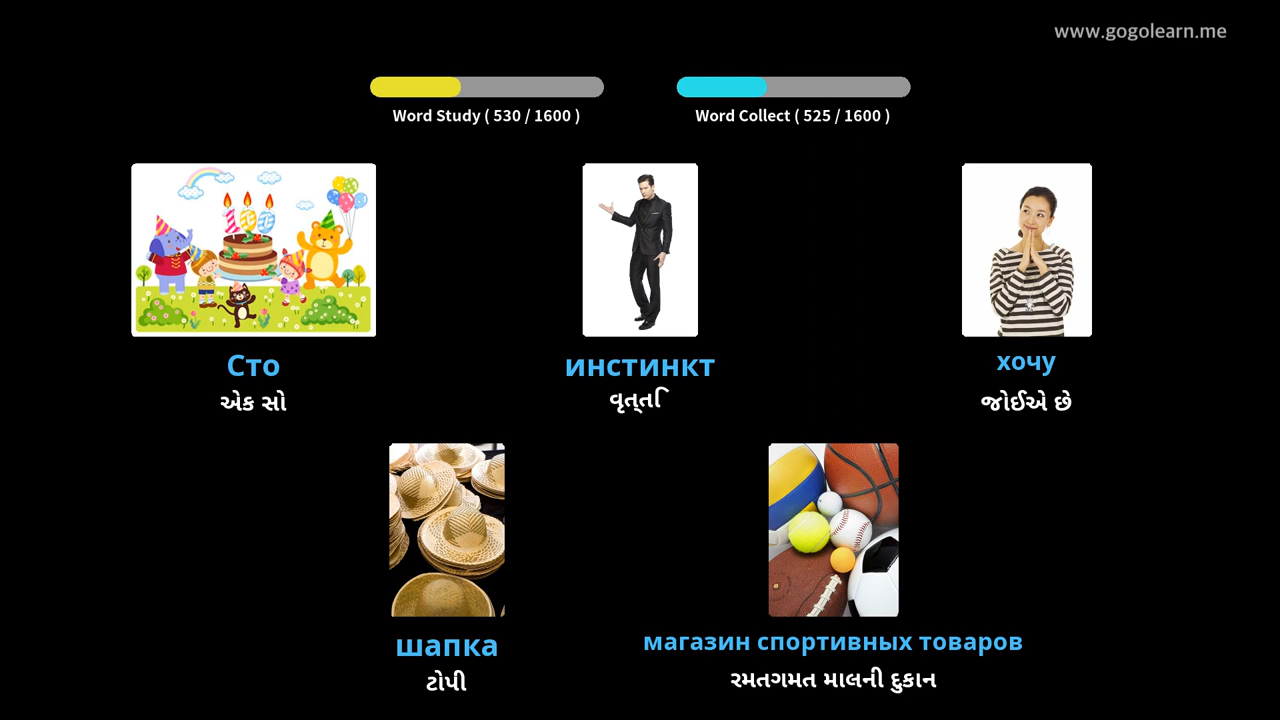 www.gogolearn.me
Word Study ( 530 / 1600 )
Word Collect ( 525 / 1600 )
Сто
એક સો
инстинкт
વૃત્તિ
хочу
જોઈએ છે
шапка
ટોપી
магазин спортивных товаров
રમતગમત માલની દુકાન